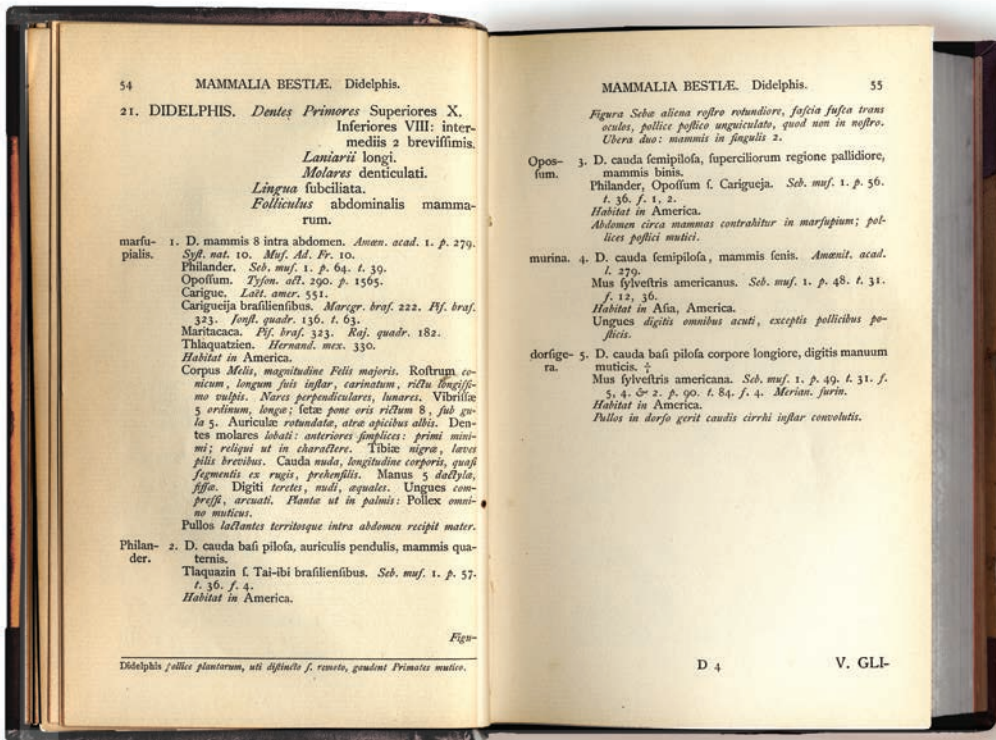 54 MAMMALIA BESTIÆ. Didelphis.
21. DIDELPHIS. Dentes Primores Superiores X.
Inferiores VIII: inter-
mediis 2 breviſſimis.
Laniarii longi.
Molares denticulati.
Lingua ſubciliata.
Folliculus abdominalis mamma-
rum.
marſu- 1. D. mammis 8 intra abdomen. Amœn. acad. 1. p. 279.
pialis. Syſt. nat. 10. Muſ. Ad. Fr. 10.
Philander. Seb. muſ. 1. p. 64. t. 39.
Opoſſum. Tyſon. act. 290. p. 1565.
Carigue. Laët. amer. 551.
Carigueija braſilienſibus. Marcgr. braſ. 222. Piſ. braſ.
323. Jonſt. quadr. 136. t. 63.
Maritacaca. Piſ. braſ. 323. Raj. quadr. 182.
Thlaquatzien. Hernand. mex. 330.
Habitat in America.
Corpus Melis, magnitudine Felis majoris. Roſtrum co-
nicum, longum ſuis inſtar, carinatum, rictu longiſſi-
mo vulpis. Nares perpendiculares, lunares. Vibriſſæ
5 ordinum, longæ; ſetæ pone oris rictum 8, ſub gu-
la 5. Auriculæ rotundatæ, atræ apicibus albis. Den-
tes molares lobati: anteriores ſimplices: primi mini-
mi; reliqui ut in charactere. Tibiæ nigræ, læves
pilis brevibus. Cauda nuda, longitudine corporis, quaſi
ſegmentis ex rugis, prehenſilis. Manus 5 dactylæ,
ſiſſæ. Digiti teretes, nudi, æquales. Ungues com-
preſſi, arcuati. Plantæ ut in palmis: Pollex omni-
no muticus.
Pullos lactantes territosque intra abdomen recipit mater.
Philan- 2. D. cauda baſi piloſa, auriculis pendulis, mammis qua-
der. ternis.
Tlaquazin ſ. Tai-ibi braſilienſibus. Seb. muſ. 1. p. 57.
t. 36. f. 4.
Habitat in America.
Figu-
Didelphis pollice plantarum, uti diſtincto ſ. remoto, gaudent Primates mutico.
MAMMALIA BESTIÆ. Didelphis. 55
Figura Sebæ aliena roſtro rotundiore, faſcia fuſca trans
oculos, pollice poſtico unguiculato, quod non in noſtro.
Ubera duo: mammis in ſingulis 2.
Opoſ- 3. D. cauda ſemipiloſa, ſuperciliorum regione pallidiore,
ſum. mammis binis.
Philander, Opoſſum ſ. Carigueja. Seb. muſ. 1. p. 56.
t. 36. f. 1, 2.
Habitat in America.
Abdomen circa mammas contrahitur in marſupium; pol-
lices poſtici mutici.
murina. 4. D. cauda ſemipiloſa, mammis ſenis. Amœnit. acad.
l. 279.
Mus ſylveſtris americanus. Seb. muſ. 1. p. 48. t. 31.
f. 12, 36.
Habitat in Aſia, America.
Ungues digitis omnibus acuti, exceptis pollicibus po-
ſticis.
dorſige- 5. D. cauda baſi piloſa corpore longiore, digitis manuum
ra. muticis. †
Mus ſylveſtris americana. Seb. muſ. 1. p. 49. t. 31. f.
5, 4. & 2. p. 90. t. 84. f. 4. Merian. ſurin.
Habitat in America.
Pullos in dorſo gerit caudis cirrhi inſtar convolutis.
D 4 V. GLI-